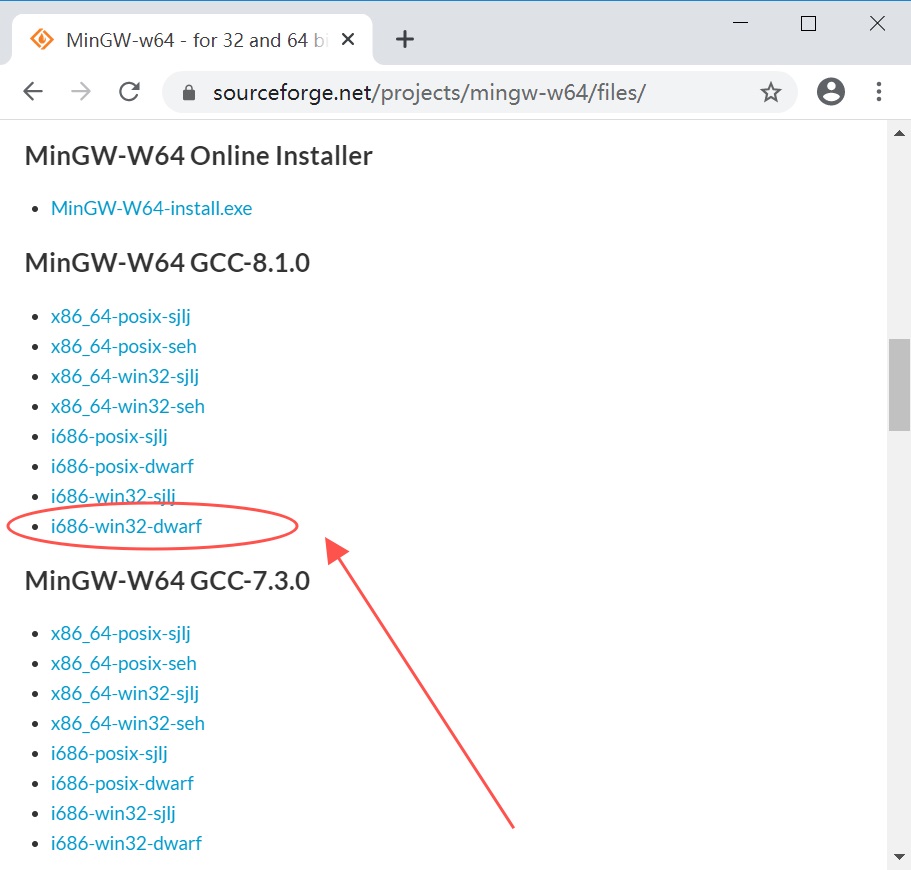 MinGW-w64 - for 32 and 64 bi
sourceforge.net/projects/mingw-w64/files/
MinGW-W64 Online Installer
MinGW-W64-install.exe
MinGW-W64 GCC-8.1.0
x86_64-posix-sjlj
x86_64-posix-seh
x86_64-win32-sjlj
x86_64-win32-seh
i686-posix-sjlj
i686-posix-dwarf
i686-win32-sjlj
i686-win32-dwarf
MinGW-W64 GCC-7.3.0
x86_64-posix-sjlj
x86_64-posix-seh
x86_64-win32-sjlj
x86_64-win32-seh
i686-posix-sjlj
i686-posix-dwarf
i686-win32-sjlj
i686-win32-dwarf